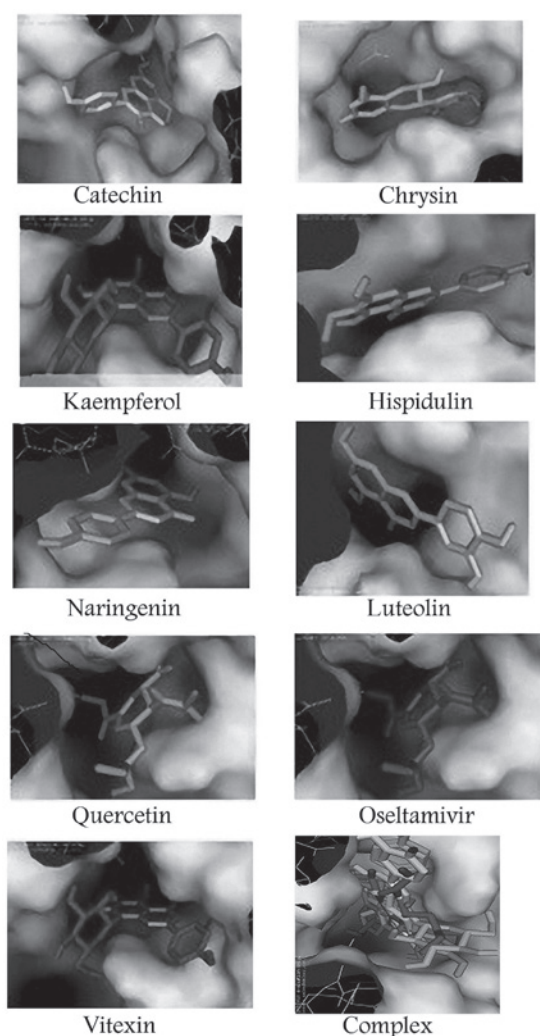 Catechin
Chrysin
Kaempferol
Hispidulin
Naringenin
Luteolin
Quercetin
Oseltamivir
Vitexin
Complex